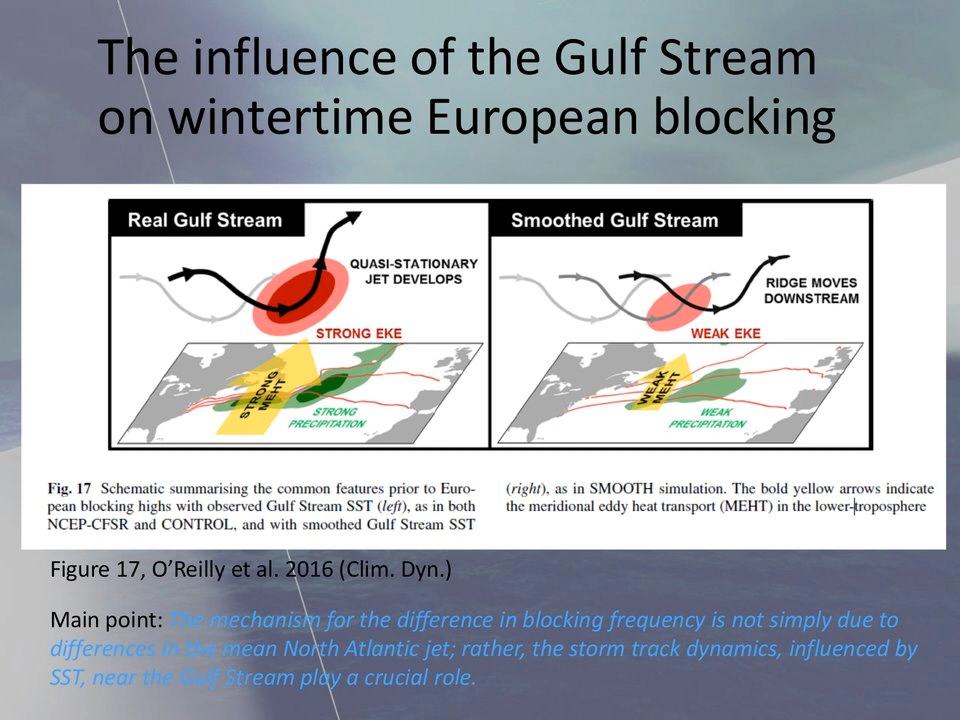 The influence of the Gulf Stream
on wintertime European blocking
Real Gulf Stream
QUASI-STATIONARY
JET DEVELOPS
STRONG EKE
STRONG
MEHT
STRONG
PRECIPITATION
Smoothed Gulf Stream
RIDGE MOVES
DOWNSTREAM
WEAK EKE
WEAK
MEHT
WEAK
PRECIPITATION
Fig. 17 Schematic summarising the common features prior to Euro-
pean blocking highs with observed Gulf Stream SST (left), as in both
NCEP-CFSR and CONTROL, and with smoothed Gulf Stream SST
(right), as in SMOOTH simulation. The bold yellow arrows indicate
the meridional eddy heat transport (MEHT) in the lower-troposphere
Figure 17, O’Reilly et al. 2016 (Clim. Dyn.)
Main point: The mechanism for the difference in blocking frequency is not simply due to
differences in the mean North Atlantic jet; rather, the storm track dynamics, influenced by
SST, near the Gulf Stream play a crucial role.